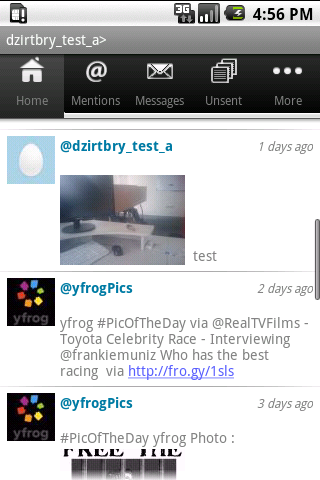 3G 4:56 PM
dzirtbry_test_a>
Home @ Mentions Messages Unsent More
@dzirtbry_test_a 1 days ago
test
@yfrogPics 2 days ago
yfrog
yfrog #PicOfTheDay via @RealTVFilms -
Toyota Celebrity Race - Interviewing
@frankiemuniz Who has the best
racing via http://fro.gy/1sls
@yfrogPics 3 days ago
yfrog
#PicOfTheDay yfrog Photo :
FREE THE